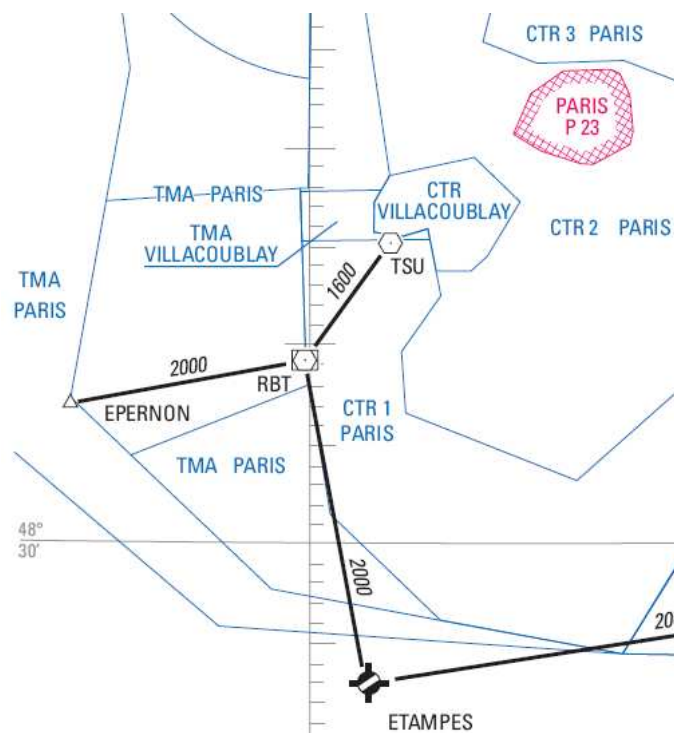 CTR 3 PARIS
PARIS
P 23
TMA PARIS
CTR
VILLACOUBLAY
TMA
VILLACOUBLAY
CTR 2 PARIS
TSU
TMA
PARIS
1600
2000
RBT
EPERNON
CTR 1
PARIS
TMA PARIS
48°
30'
2000
200
ETAMPES